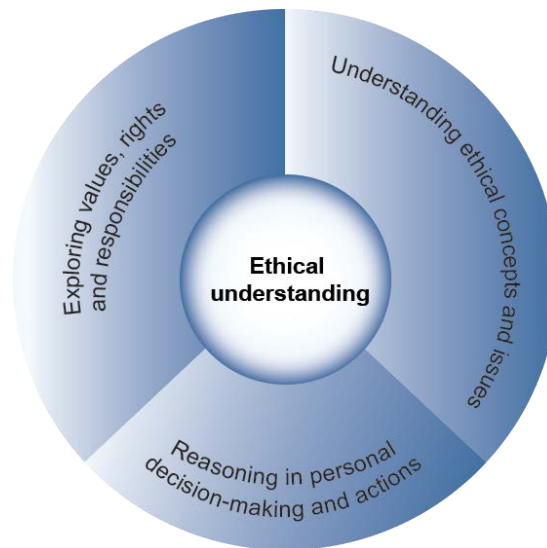 Ethical
understanding
Understanding ethical concepts and issues
Reasoning in personal
decision-making and actions
Exploring values, rights
and responsibilities